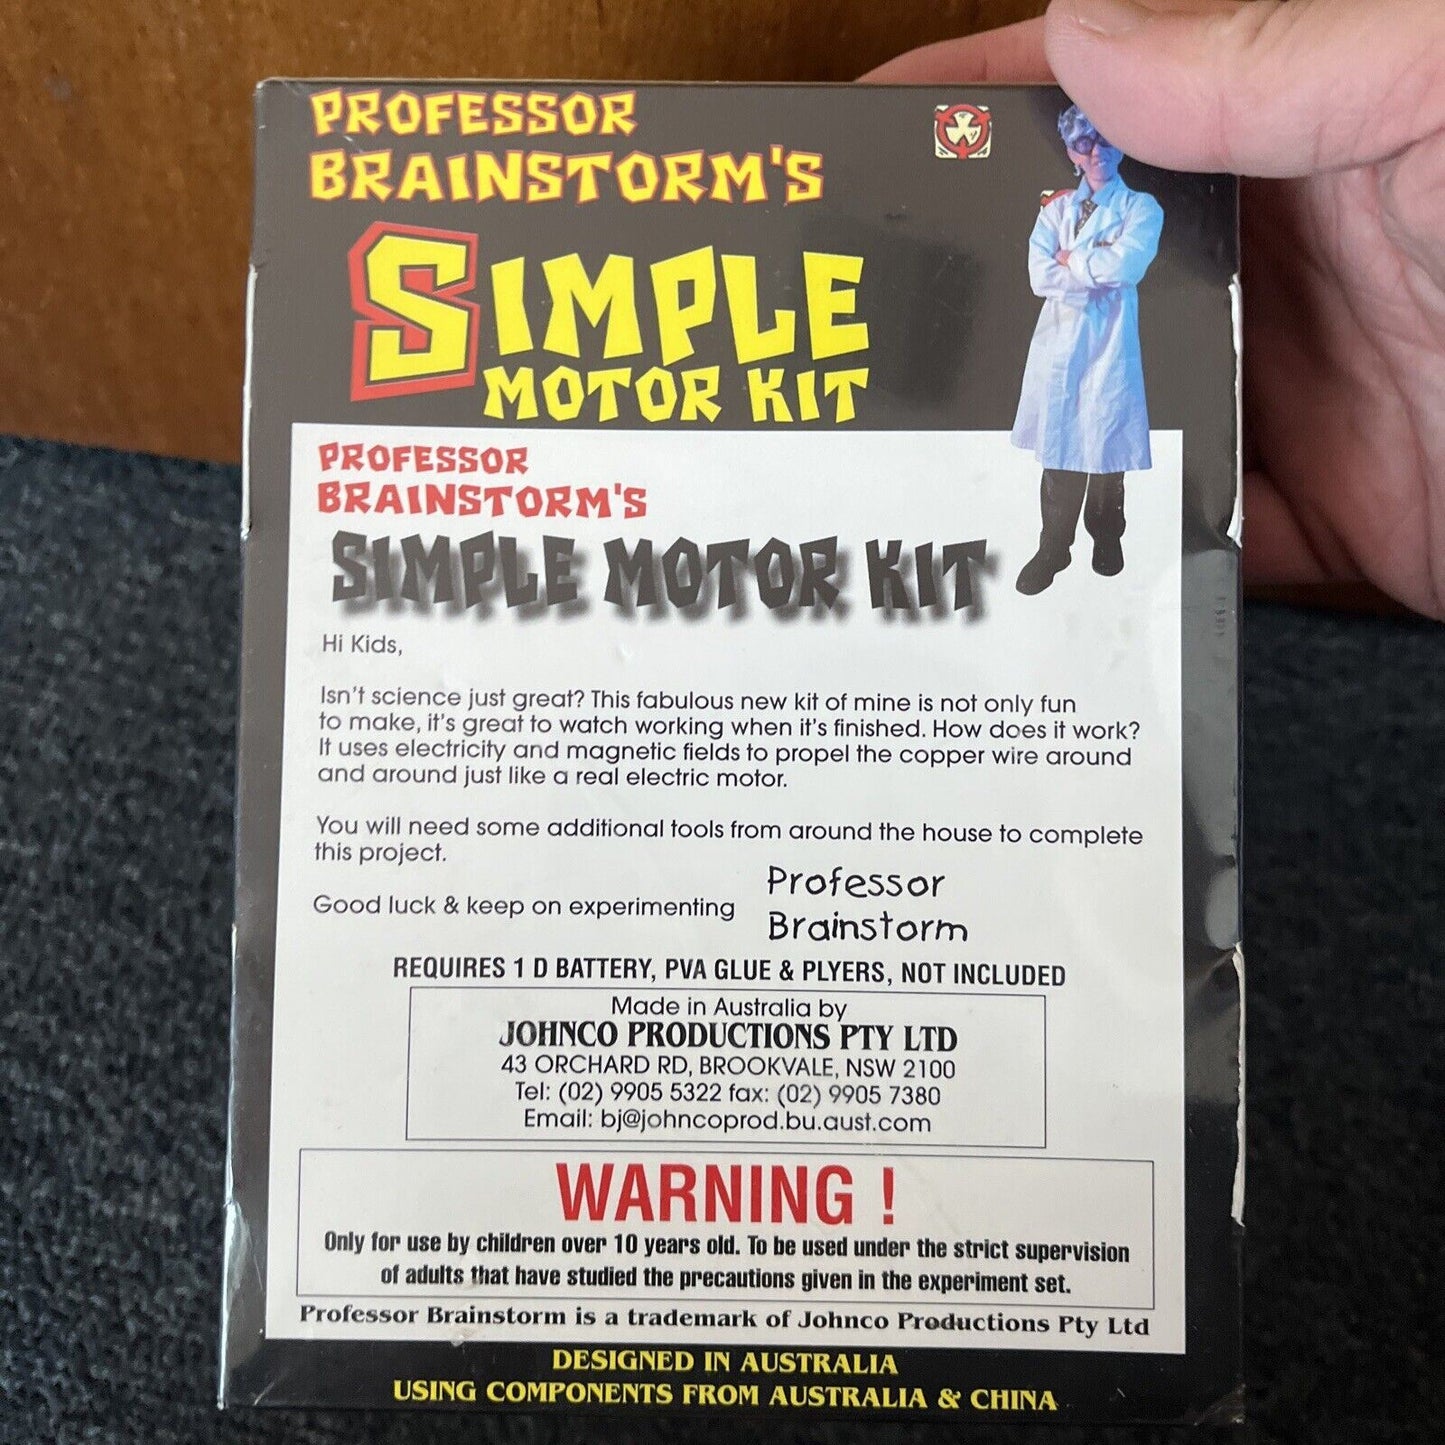 PROFESSOR
BRAINSTORM'S
SIMPLE
MOTOR KIT
PROFESSOR
BRAINSTORM'S
SIMPLE MOTOR KIT
Hi Kids,
Isn't science just great? This fabulous new kit of mine is not only fun
to make, it's great to watch working when it's finished. How does it work?
It uses electricity and magnetic fields to propel the copper wire around
and around just like a real electric motor.
You will need some additional tools from around the house to complete
this project.
Good luck & keep on experimenting
Professor
Brainstorm
REQUIRES 1 D BATTERY, PVA GLUE & PLYERS, NOT INCLUDED
Made in Australia by
JOHNCO PRODUCTIONS PTY LTD
43 ORCHARD RD, BROOKVALE, NSW 2100
Tel: (02) 9905 5322 fax: (02) 9905 7380
Email: bj@johncoprod.bu.aust.com
WARNING !
Only for use by children over 10 years old. To be used under the strict supervision
of adults that have studied the precautions given in the experiment set.
Professor Brainstorm is a trademark of Johnco Productions Pty Ltd
DESIGNED IN AUSTRALIA
USING COMPONENTS FROM AUSTRALIA & CHINA